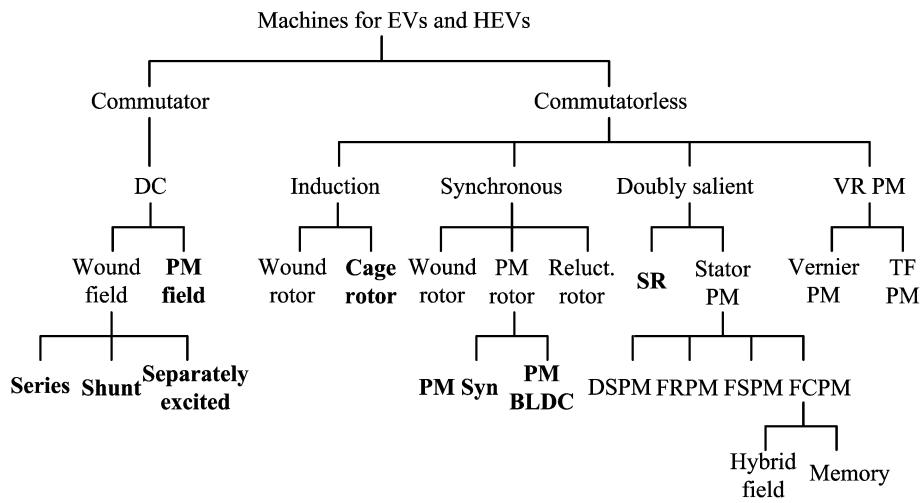 Machines for EVs and HEVs
Commutator
Commutatorless
DC
Induction
Synchronous
Doubly salient
VR PM
Wound
field
PM
field
Wound
rotor
Cage
rotor
Wound
rotor
PM
rotor
Reluct.
rotor
SR
Stator
PM
Vernier
PM
TF
PM
Series
Shunt
Separately
excited
PM Syn
PM
BLDC
DSPM
FRPM
FSPM
FCPM
Hybrid
field
Memory